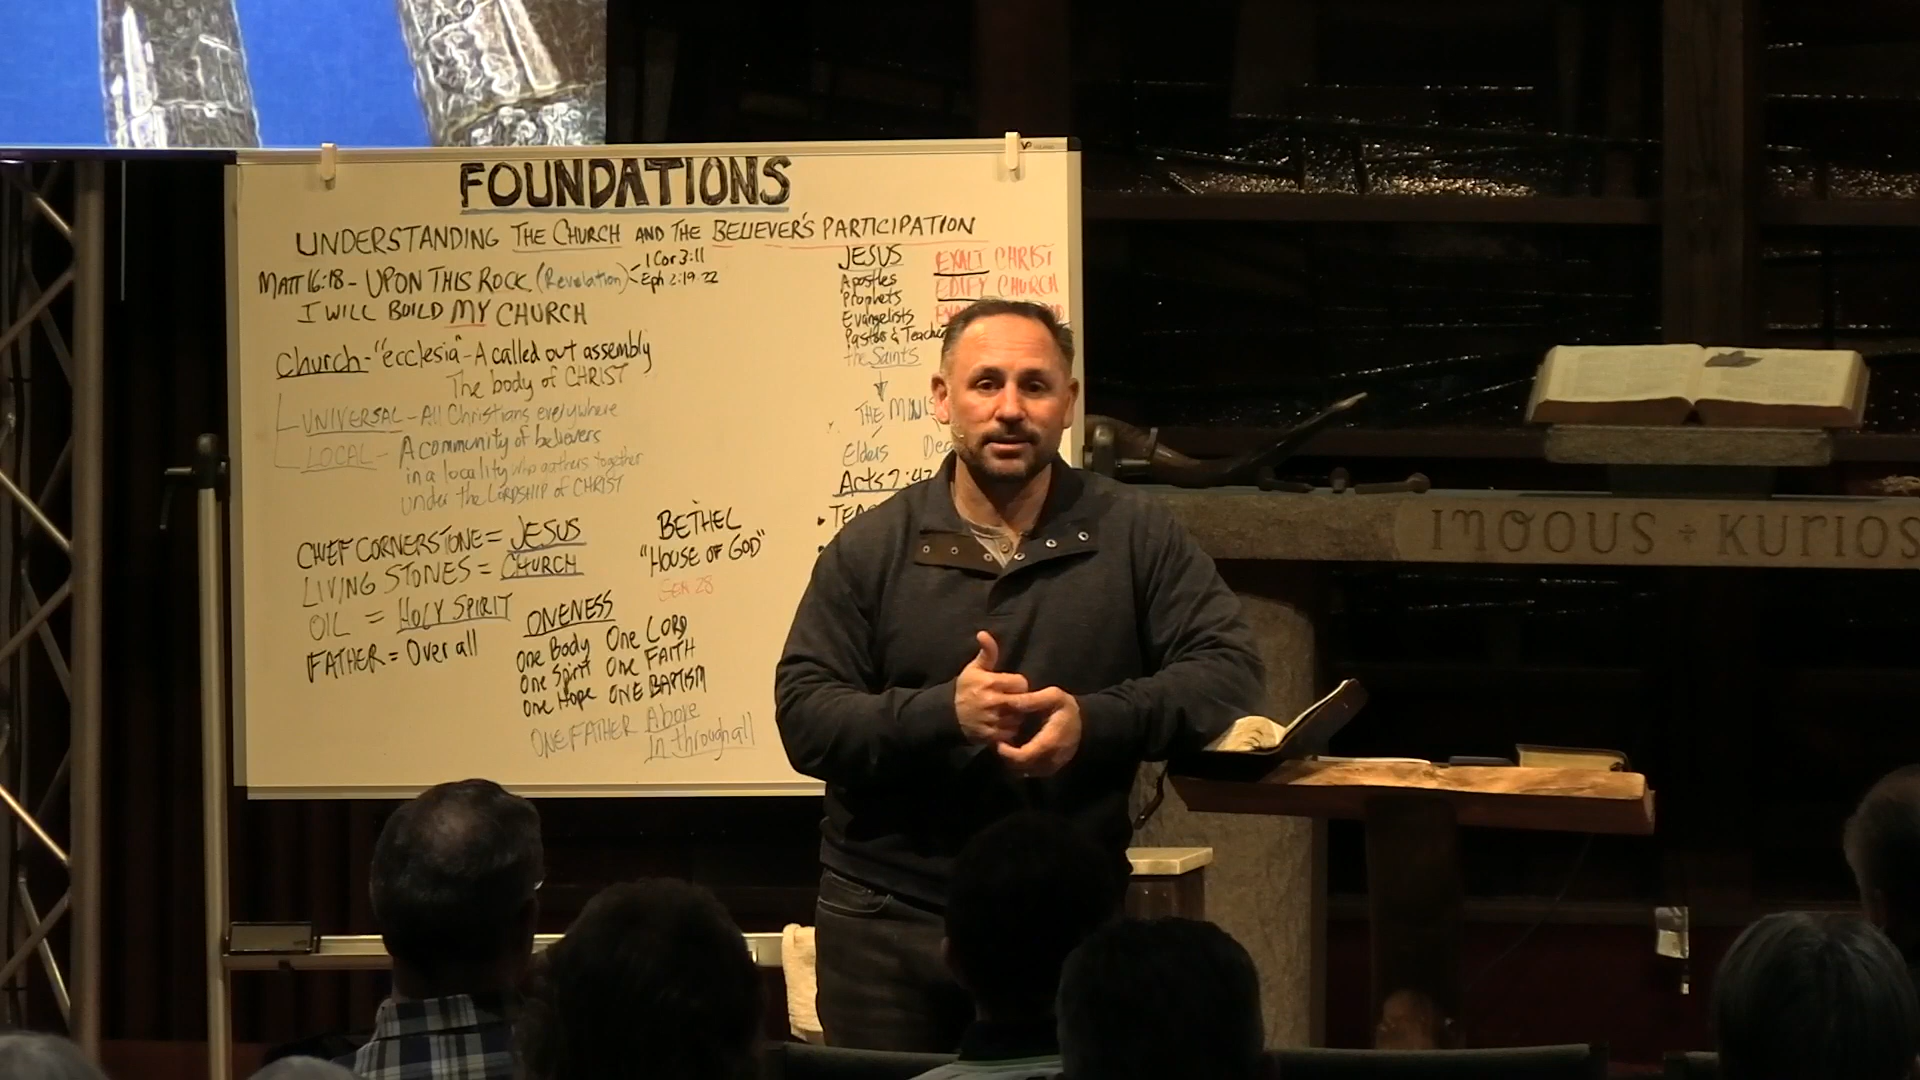 FOUNDATIONS
UNDERSTANDING THE CHURCH AND THE BELIEVER'S PARTICIPATION
MATT 16:18 - UPON THIS ROCK (Revelation)
1 Cor 3:11
Eph 2:19-22
I WILL BUILD MY CHURCH
Church - "ecclesia" - A called out assembly
The body of CHRIST
UNIVERSAL - All Christians everywhere
LOCAL - A community of believers
in a locality who gathers together
under the LORDSHIP of CHRIST
CHIEF CORNERSTONE = JESUS
LIVING STONES = CHURCH
OIL = HOLY SPIRIT
FATHER = Over all
BETHEL
"HOUSE OF GOD"
GEN 28
ONENESS
One Body One LORD
One Spirit One FAITH
One Hope ONE BAPTISM
ONE FATHER Above
In through all
JESUS
Apostles
Prophets
Evangelists
Pastor & Teacher
the Saints
THE
Elders
Acts 2:42
EXALT CHRIST
EDIFY CHURCH
KURIOS